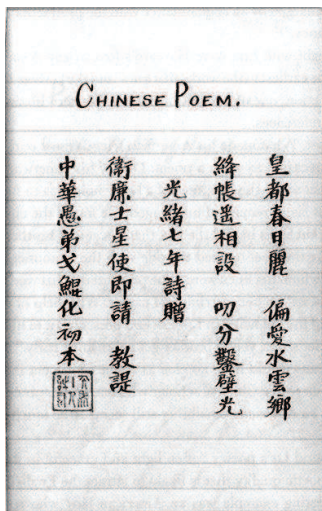 CHINESE POEM.
皇都春日麗　偏愛水雲鄉
絳帳遥相設　叨分鑿壁光
光緒七年詩贈
衛廉士星使即請　教諟
中華愚弟戈鯤化初本